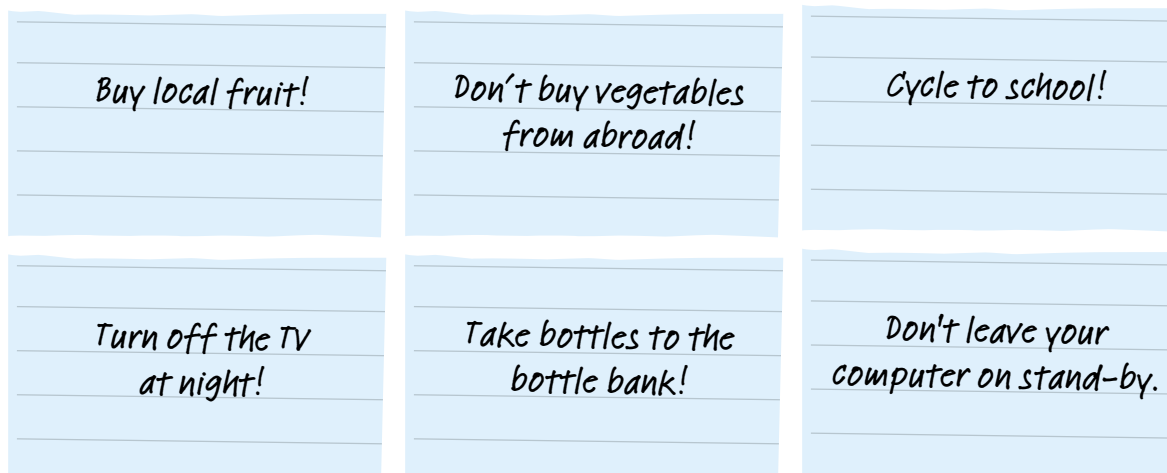 Buy local fruit!
Don't buy vegetables
from abroad!
Cycle to school!
Turn off the TV
at night!
Take bottles to the
bottle bank!
Don't leave your
computer on stand-by.